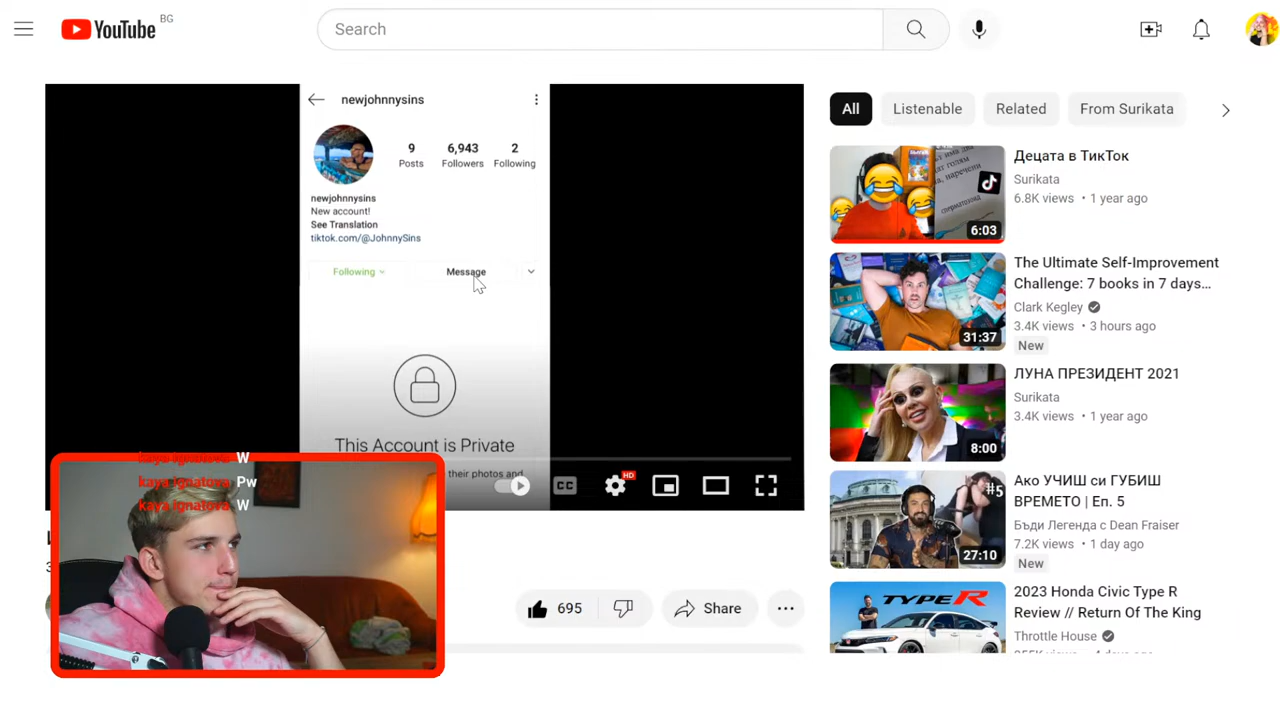 YouTube BG
Search
newjohnnysins
9 6,943 2
Posts Followers Following
newjohnnysins
New account!
See Translation
tiktok.com/@JohnnySins
Following Message
This Account is Private
their photos and
CC HD
kaya ignatova W
kaya ignatova Pw
kaya ignatova W
695 Share
All Listenable Related From Surikata
Децата в TikTok
Surikata
6.8K views • 1 year ago
6:03
The Ultimate Self-Improvement
Challenge: 7 books in 7 days...
Clark Kegley
3.4K views • 3 hours ago
New
31:37
ЛУНА ПРЕЗИДЕНТ 2021
Surikata
3.4K views • 1 year ago
8:00
Ако УЧИШ си ГУБИШ
ВРЕМЕТО | Еп. 5
Бъди Легенда с Dean Fraiser
7.2K views • 1 day ago
New
#5
27:10
2023 Honda Civic Type R
Review // Return Of The King
Throttle House
TYPE R